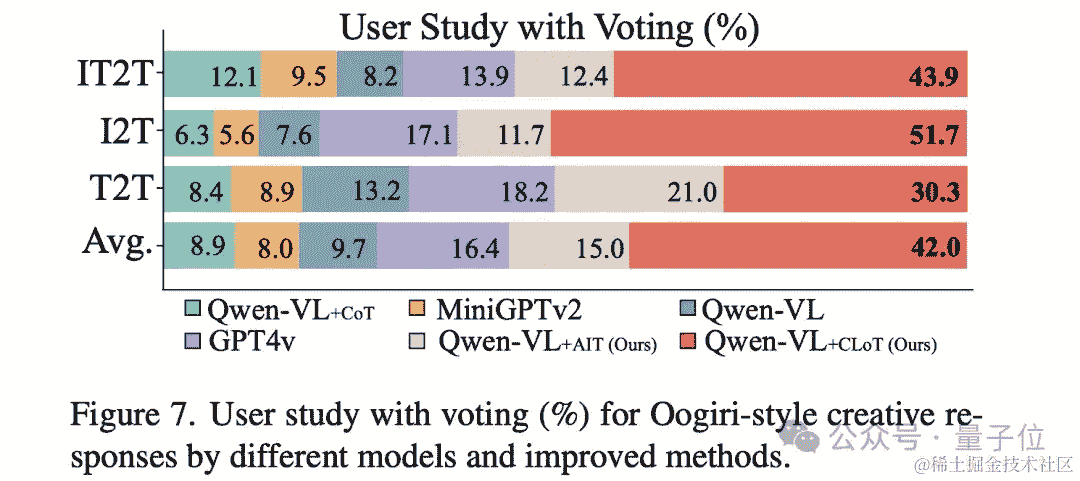 User Study with Voting (%)
IT2T 12.1 9.5 8.2 13.9 12.4 43.9
I2T 6.3 5.6 7.6 17.1 11.7 51.7
T2T 8.4 8.9 13.2 18.2 21.0 30.3
Avg. 8.9 8.0 9.7 16.4 15.0 42.0
Qwen-VL+CoT MiniGPTv2 Qwen-VL
GPT4v Qwen-VL+AIT (Ours) Qwen-VL+CLoT (Ours)
Figure 7. User study with voting (%) for Oogiri-style creative re-
sponses by different models and improved methods.
公众号 · 量子位
@稀土掘金技术社区